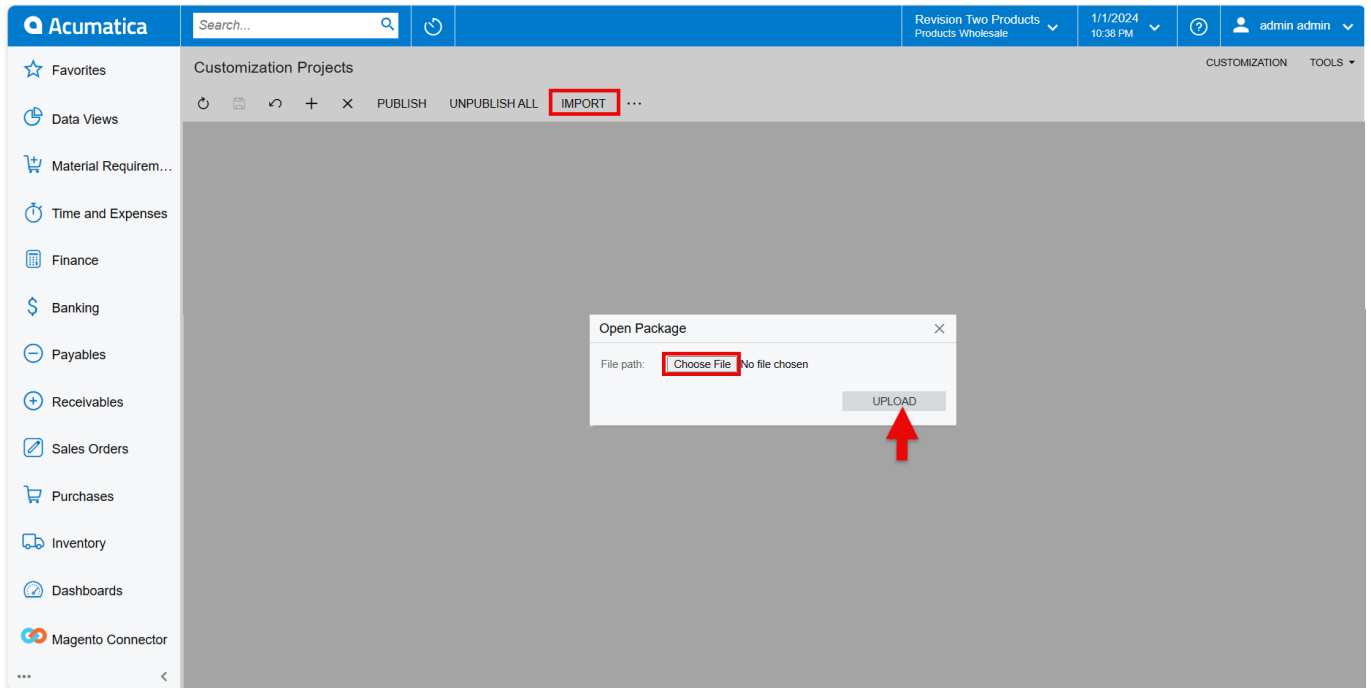 Acumatica
Search...
Revision Two Products
Products Wholesale
1/1/2024
10:38 PM
?
admin admin
Favorites
Data Views
Material Requirem...
Time and Expenses
Finance
Banking
Payables
Receivables
Sales Orders
Purchases
Inventory
Dashboards
Magento Connector
Customization Projects
CUSTOMIZATION
TOOLS
PUBLISH
UNPUBLISH ALL
IMPORT
Open Package
File path:
Choose File No file chosen
UPLOAD